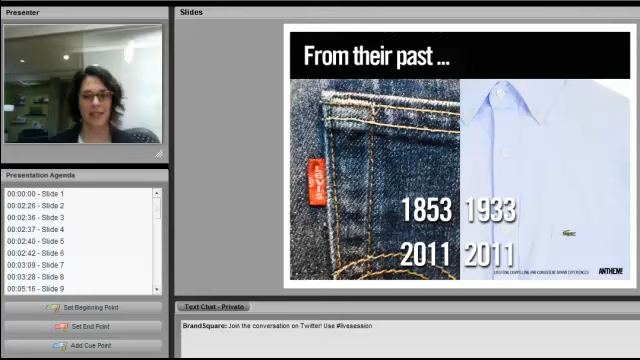 Presenter
Slides
From their past ...
LEVI'S
1853 1933
2011 2011
ANTHEM!
Presentation Agenda
00:00:00 - Slide 1
00:02:26 - Slide 2
00:02:36 - Slide 3
00:02:37 - Slide 4
00:02:40 - Slide 5
00:02:42 - Slide 6
00:03:09 - Slide 7
00:03:28 - Slide 8
00:05:16 - Slide 9
Set Beginning Point
Set End Point
Add Cue Point
Text Chat - Private
BrandSquare: Join the conversation on Twitter! Use #livesession